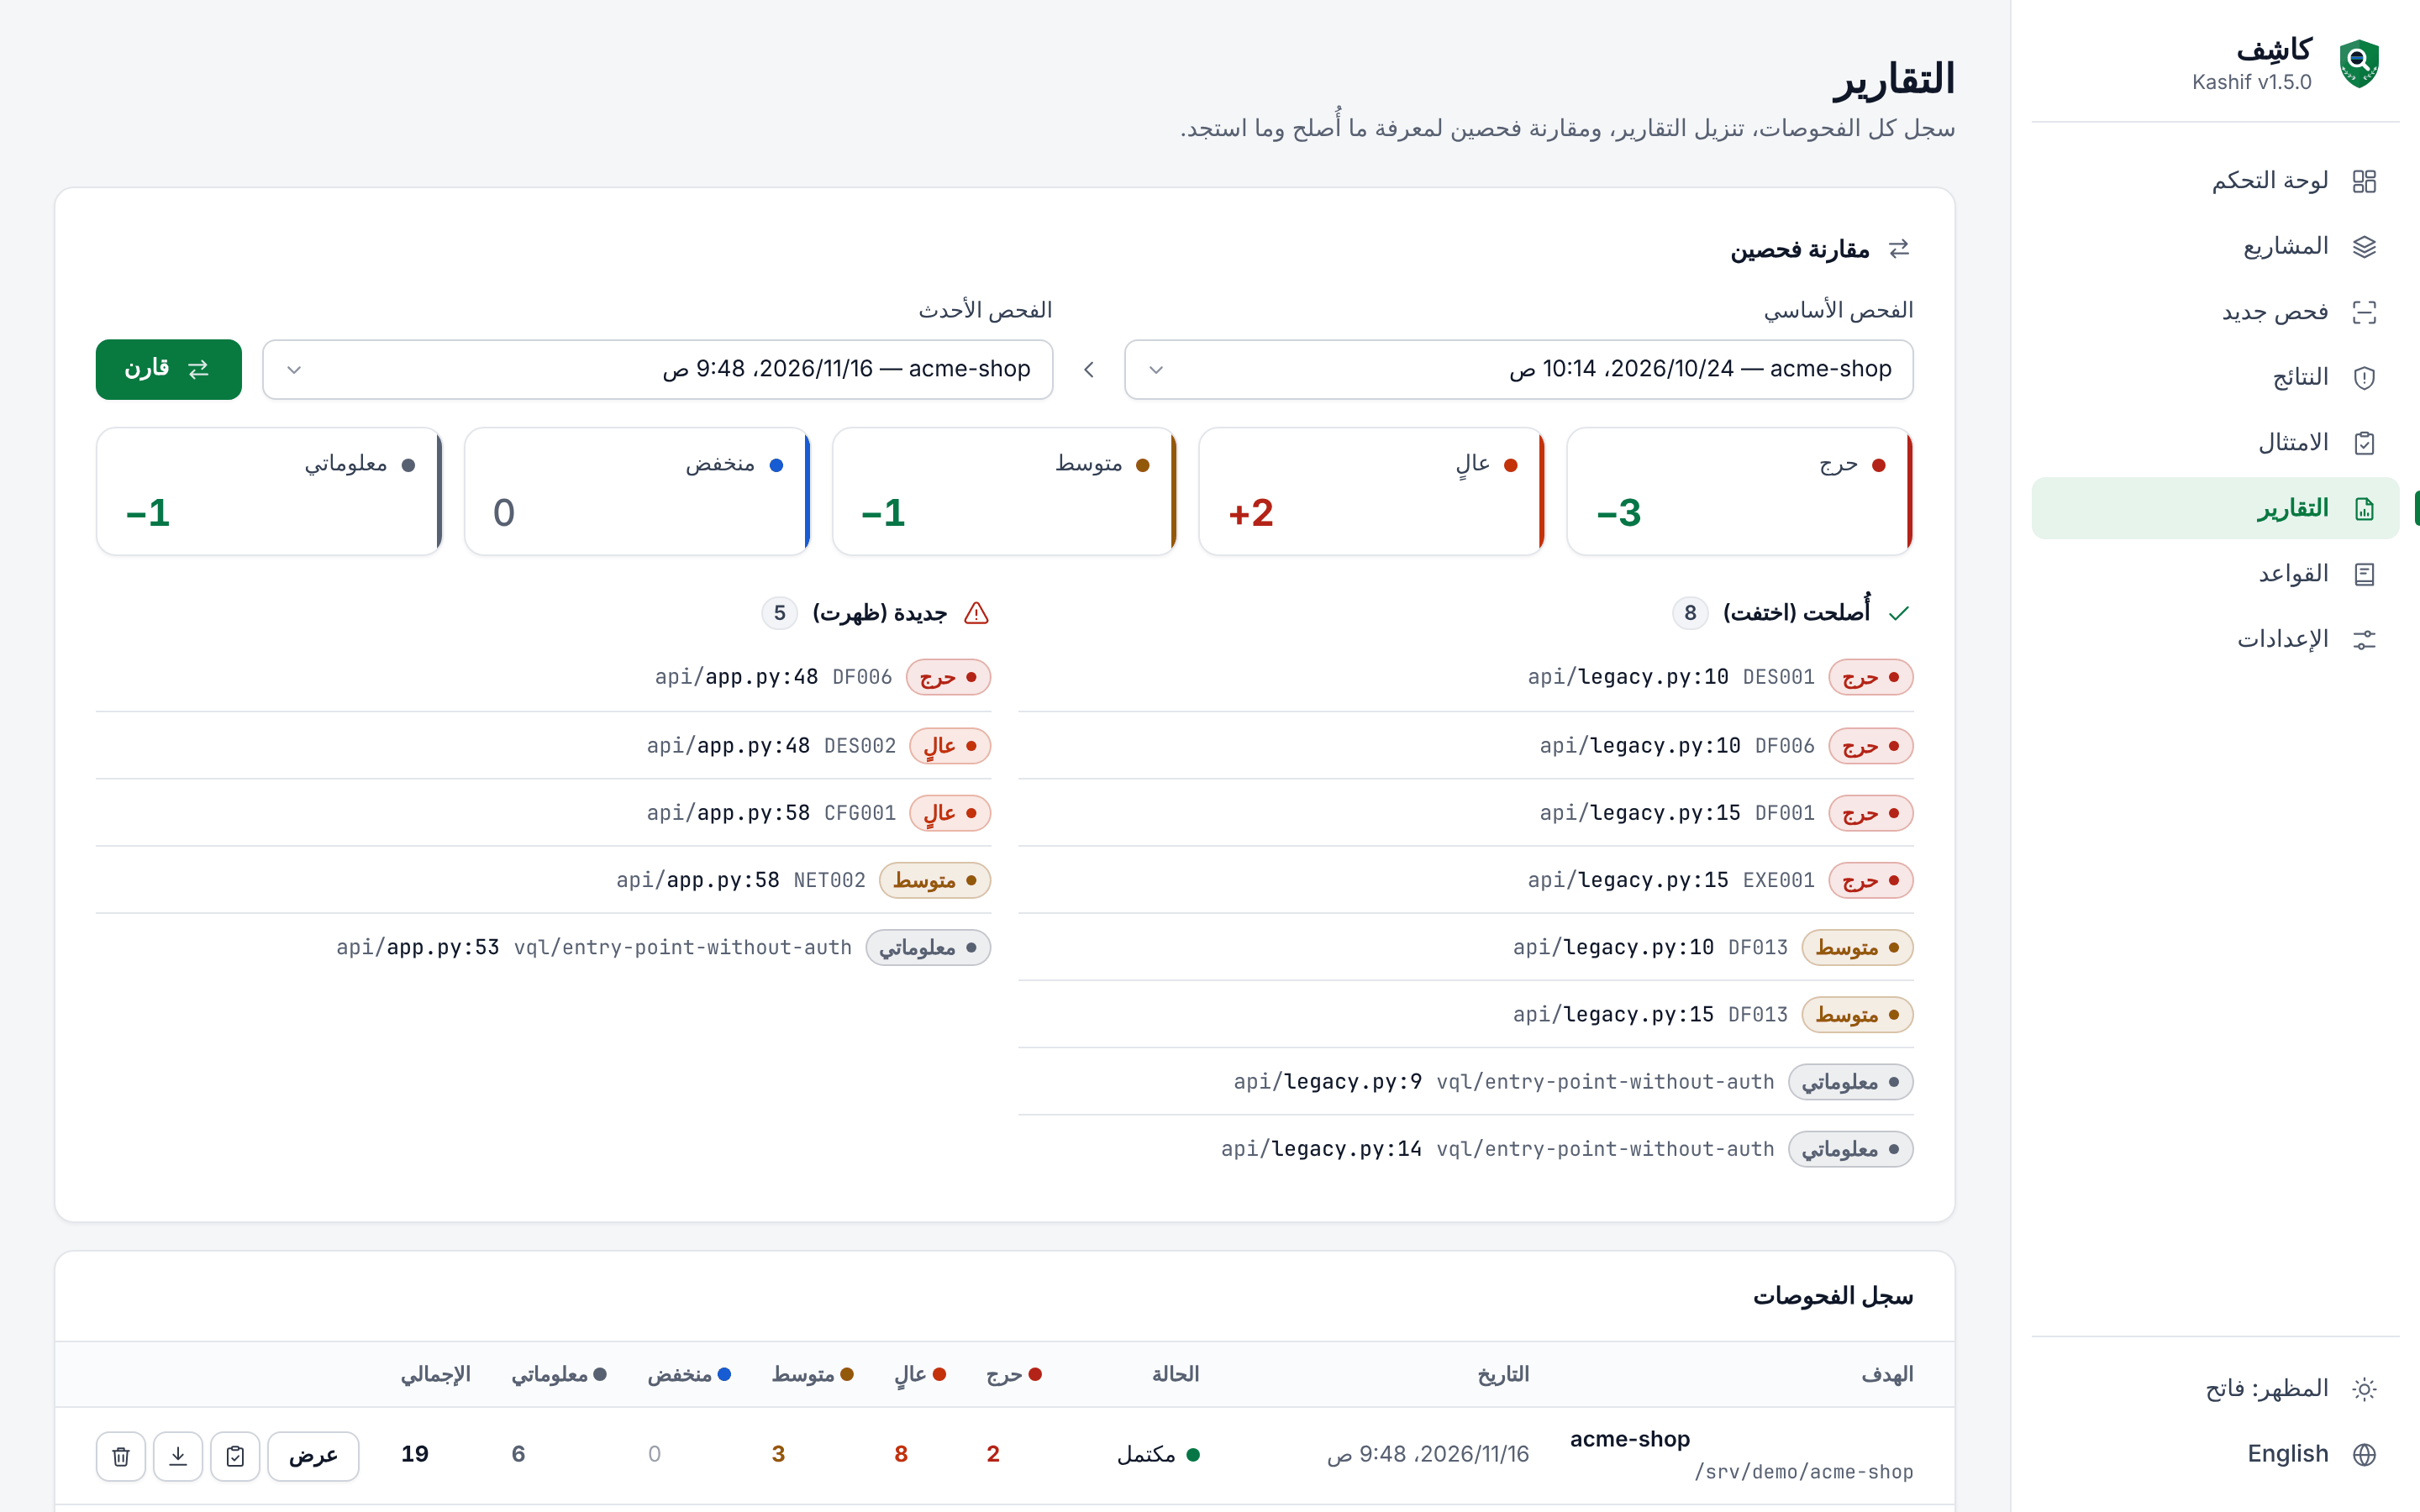 كاشِف
Kashif v1.5.0
لوحة التحكم
المشاريع
فحص جديد
النتائج
الامتثال
التقارير
القواعد
الإعدادات
المظهر: فاتح
English
التقارير
سجل كل الفحوصات، تنزيل التقارير، ومقارنة فحصين لمعرفة ما أُصلح وما استجد.
مقارنة فحصين
الفحص الأساسي
acme-shop — 2026/10/24، 10:14 ص
الفحص الأحدث
acme-shop — 2026/11/16، 9:48 ص
قارن
حرج
−3
عالٍ
+2
متوسط
−1
منخفض
0
معلوماتي
−1
أُصلحت (اختفت) 8
حرج DES001 api/legacy.py:10
حرج DF006 api/legacy.py:10
حرج DF001 api/legacy.py:15
حرج EXE001 api/legacy.py:15
متوسط DF013 api/legacy.py:10
متوسط DF013 api/legacy.py:15
معلوماتي vql/entry-point-without-auth api/legacy.py:9
معلوماتي vql/entry-point-without-auth api/legacy.py:14
جديدة (ظهرت) 5
حرج DF006 api/app.py:48
عالٍ DES002 api/app.py:48
عالٍ CFG001 api/app.py:58
متوسط NET002 api/app.py:58
معلوماتي vql/entry-point-without-auth api/app.py:53
سجل الفحوصات
الهدف التاريخ الحالة حرج عالٍ متوسط منخفض معلوماتي الإجمالي
acme-shop
/srv/demo/acme-shop
2026/11/16، 9:48 ص مكتمل 2 8 3 0 6 19 عرض